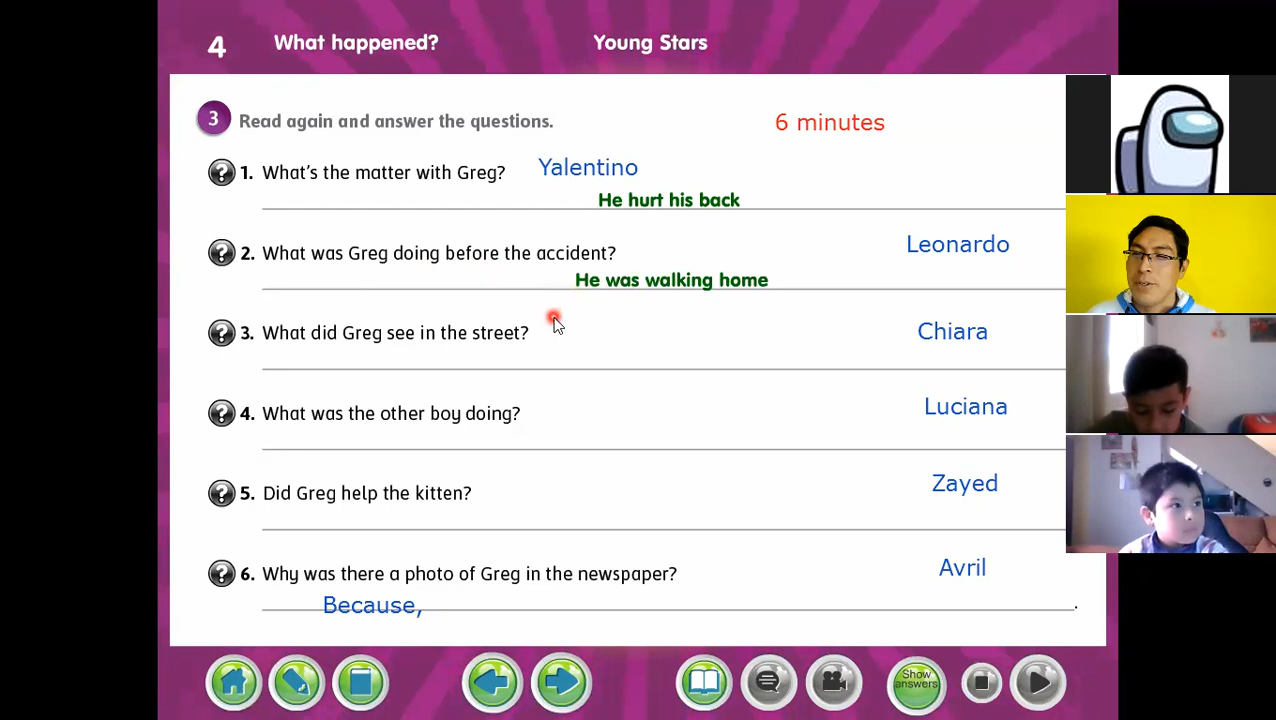 4 What happened? Young Stars
3 Read again and answer the questions. 6 minutes
1. What's the matter with Greg? Yalentino
He hurt his back
2. What was Greg doing before the accident? Leonardo
He was walking home
3. What did Greg see in the street? Chiara
4. What was the other boy doing? Luciana
5. Did Greg help the kitten? Zayed
6. Why was there a photo of Greg in the newspaper? Avril
Because, .
Show
answers